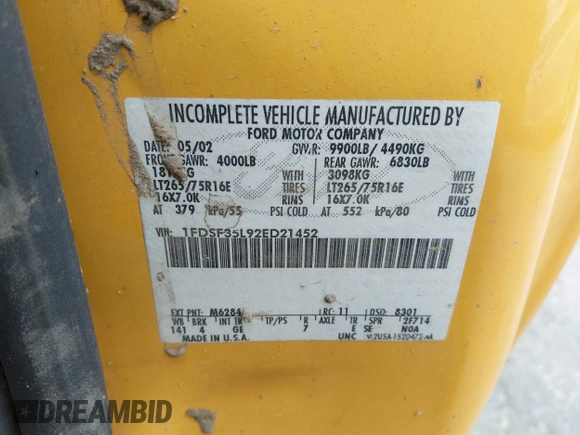 INCOMPLETE VEHICLE MANUFACTURED BY
FORD MOTOR COMPANY
DATE: 05/02 GVWR: 9900LB/ 4490KG
FRONT GAWR: 4000LB REAR GAWR: 6830LB
3098KG
LT265/75R16E WITH TIRES LT265/75R16E WITH TIRES
16X7.0K RIMS 16X7.0K RINS
AT 379 kPa/55 PSI COLD AT 552 kPa/80 PSI COLD
VIN: 1FDSF35L92ED21452
EXT PNT: M6284 RC: 11 DSO: 8301
WB BRK INT TR TP/PS R AXLE TR SPR 2F714
141 4 GE 7 E SE N0A
MADE IN U.S.A. UNC
DREAMBID